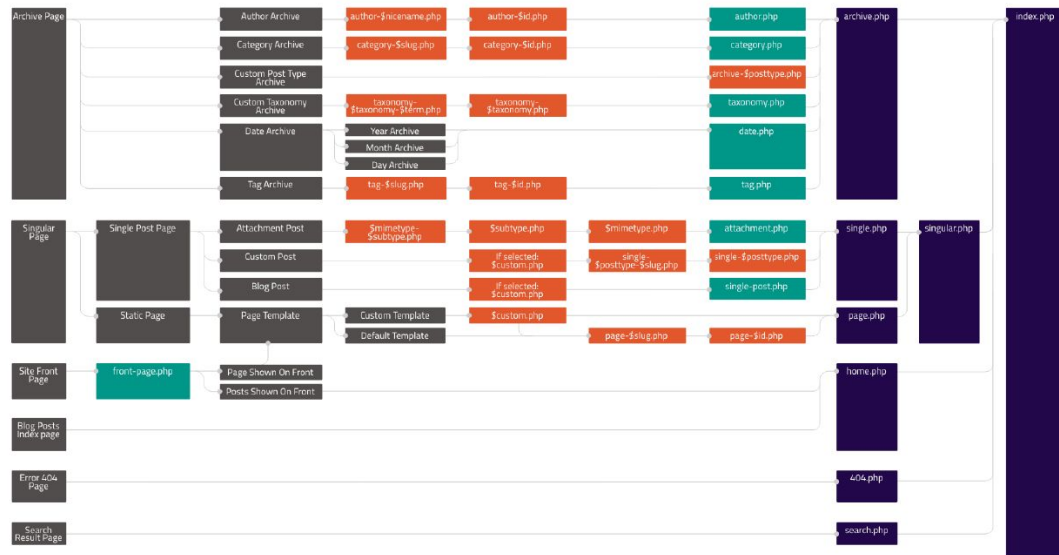 Archive Page
Author Archive
author-$nicename.php
author-$id.php
author.php
archive.php
index.php
Category Archive
category-$slug.php
category-$id.php
category.php
Custom Post Type
Archive
archive-$posttype.php
Custom Taxonomy
Archive
taxonomy-
$taxonomy-$term.php
taxonomy-
$taxonomy.php
taxonomy.php
Date Archive
Year Archive
Month Archive
Day Archive
date.php
Tag Archive
tag-$slug.php
tag-$id.php
tag.php
Singular
Page
Single Post Page
Attachment Post
$mimetype-
$subtype.php
$subtype.php
$mimetype.php
attachment.php
single.php
singular.php
Custom Post
If selected:
$custom.php
single-
$posttype-$slug.php
single-$posttype.php
Blog Post
If selected:
$custom.php
single-post.php
Static Page
Page Template
Custom Template
$custom.php
page.php
Default Template
page-$slug.php
page-$id.php
Site Front
Page
front-page.php
Page Shown On Front
Posts Shown On Front
home.php
Blog Posts
Index page
Error 404
Page
404.php
Search
Result Page
search.php